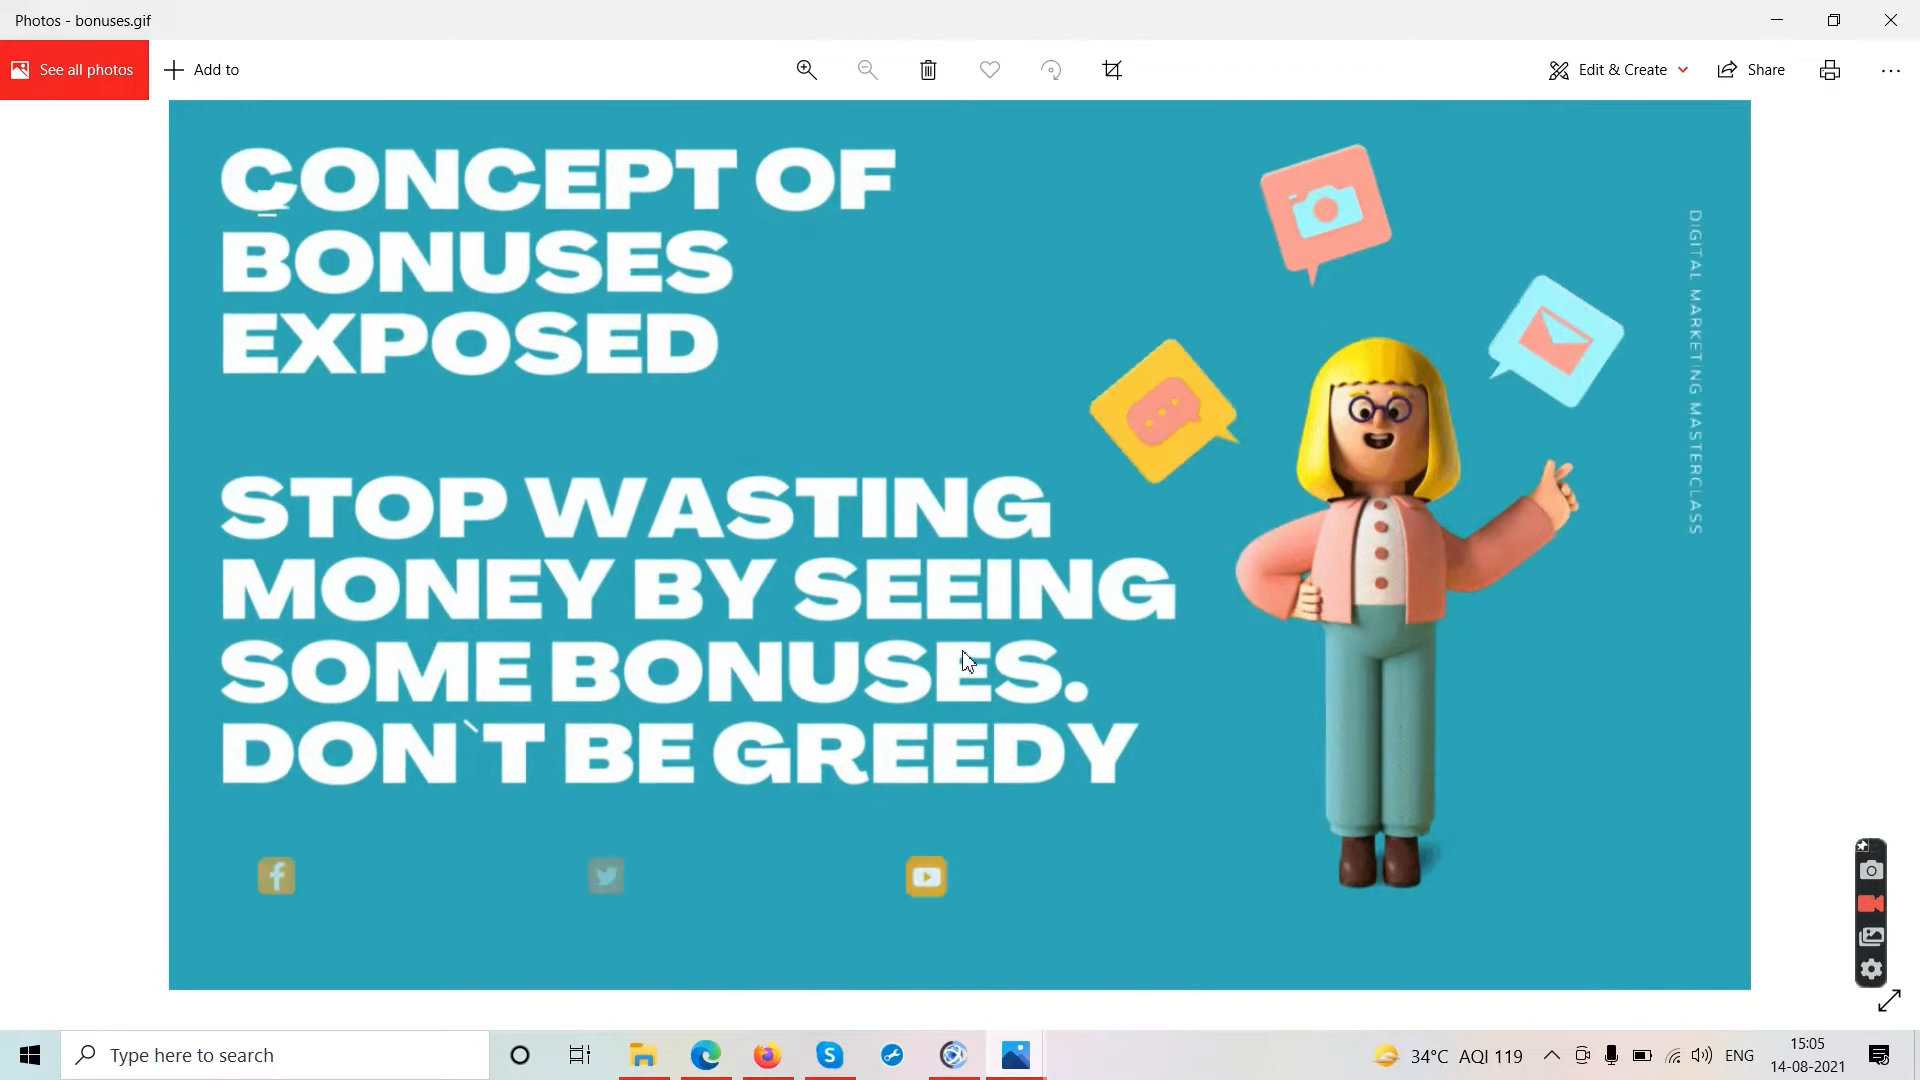 Photos - bonuses.gif
See all photos
Add to
Edit & Create
Share
CONCEPT OF
BONUSES
EXPOSED
STOP WASTING
MONEY BY SEEING
SOME BONUSES.
DON`T BE GREEDY
DIGITAL MARKETING MASTERCLASS
Type here to search
34°C AQI 119
ENG
15:05
14-08-2021